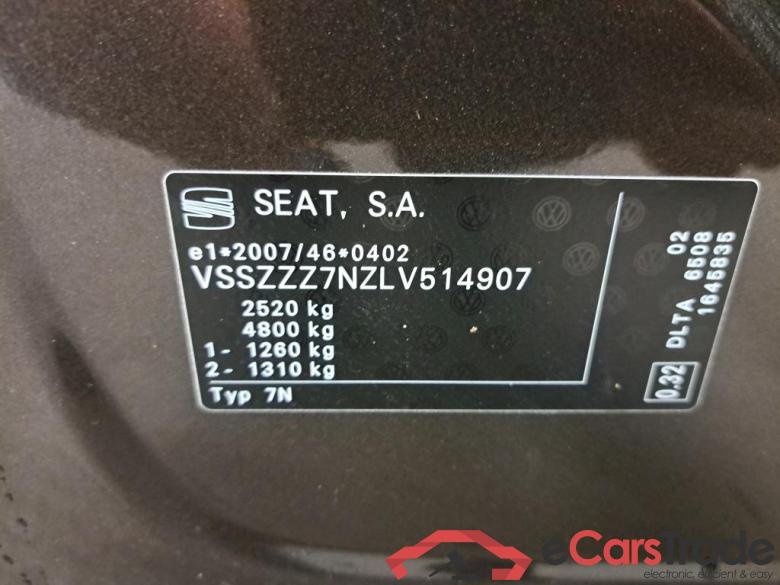 SEAT, S.A.
e1*2007/46*0402
VSSZZZ7NZLV514907
2520 kg
4800 kg
1- 1260 kg
2- 1310 kg
Typ 7N
0.32
DLTA 6508 02
1645835
eCarsTrade
electronic, efficient & easy